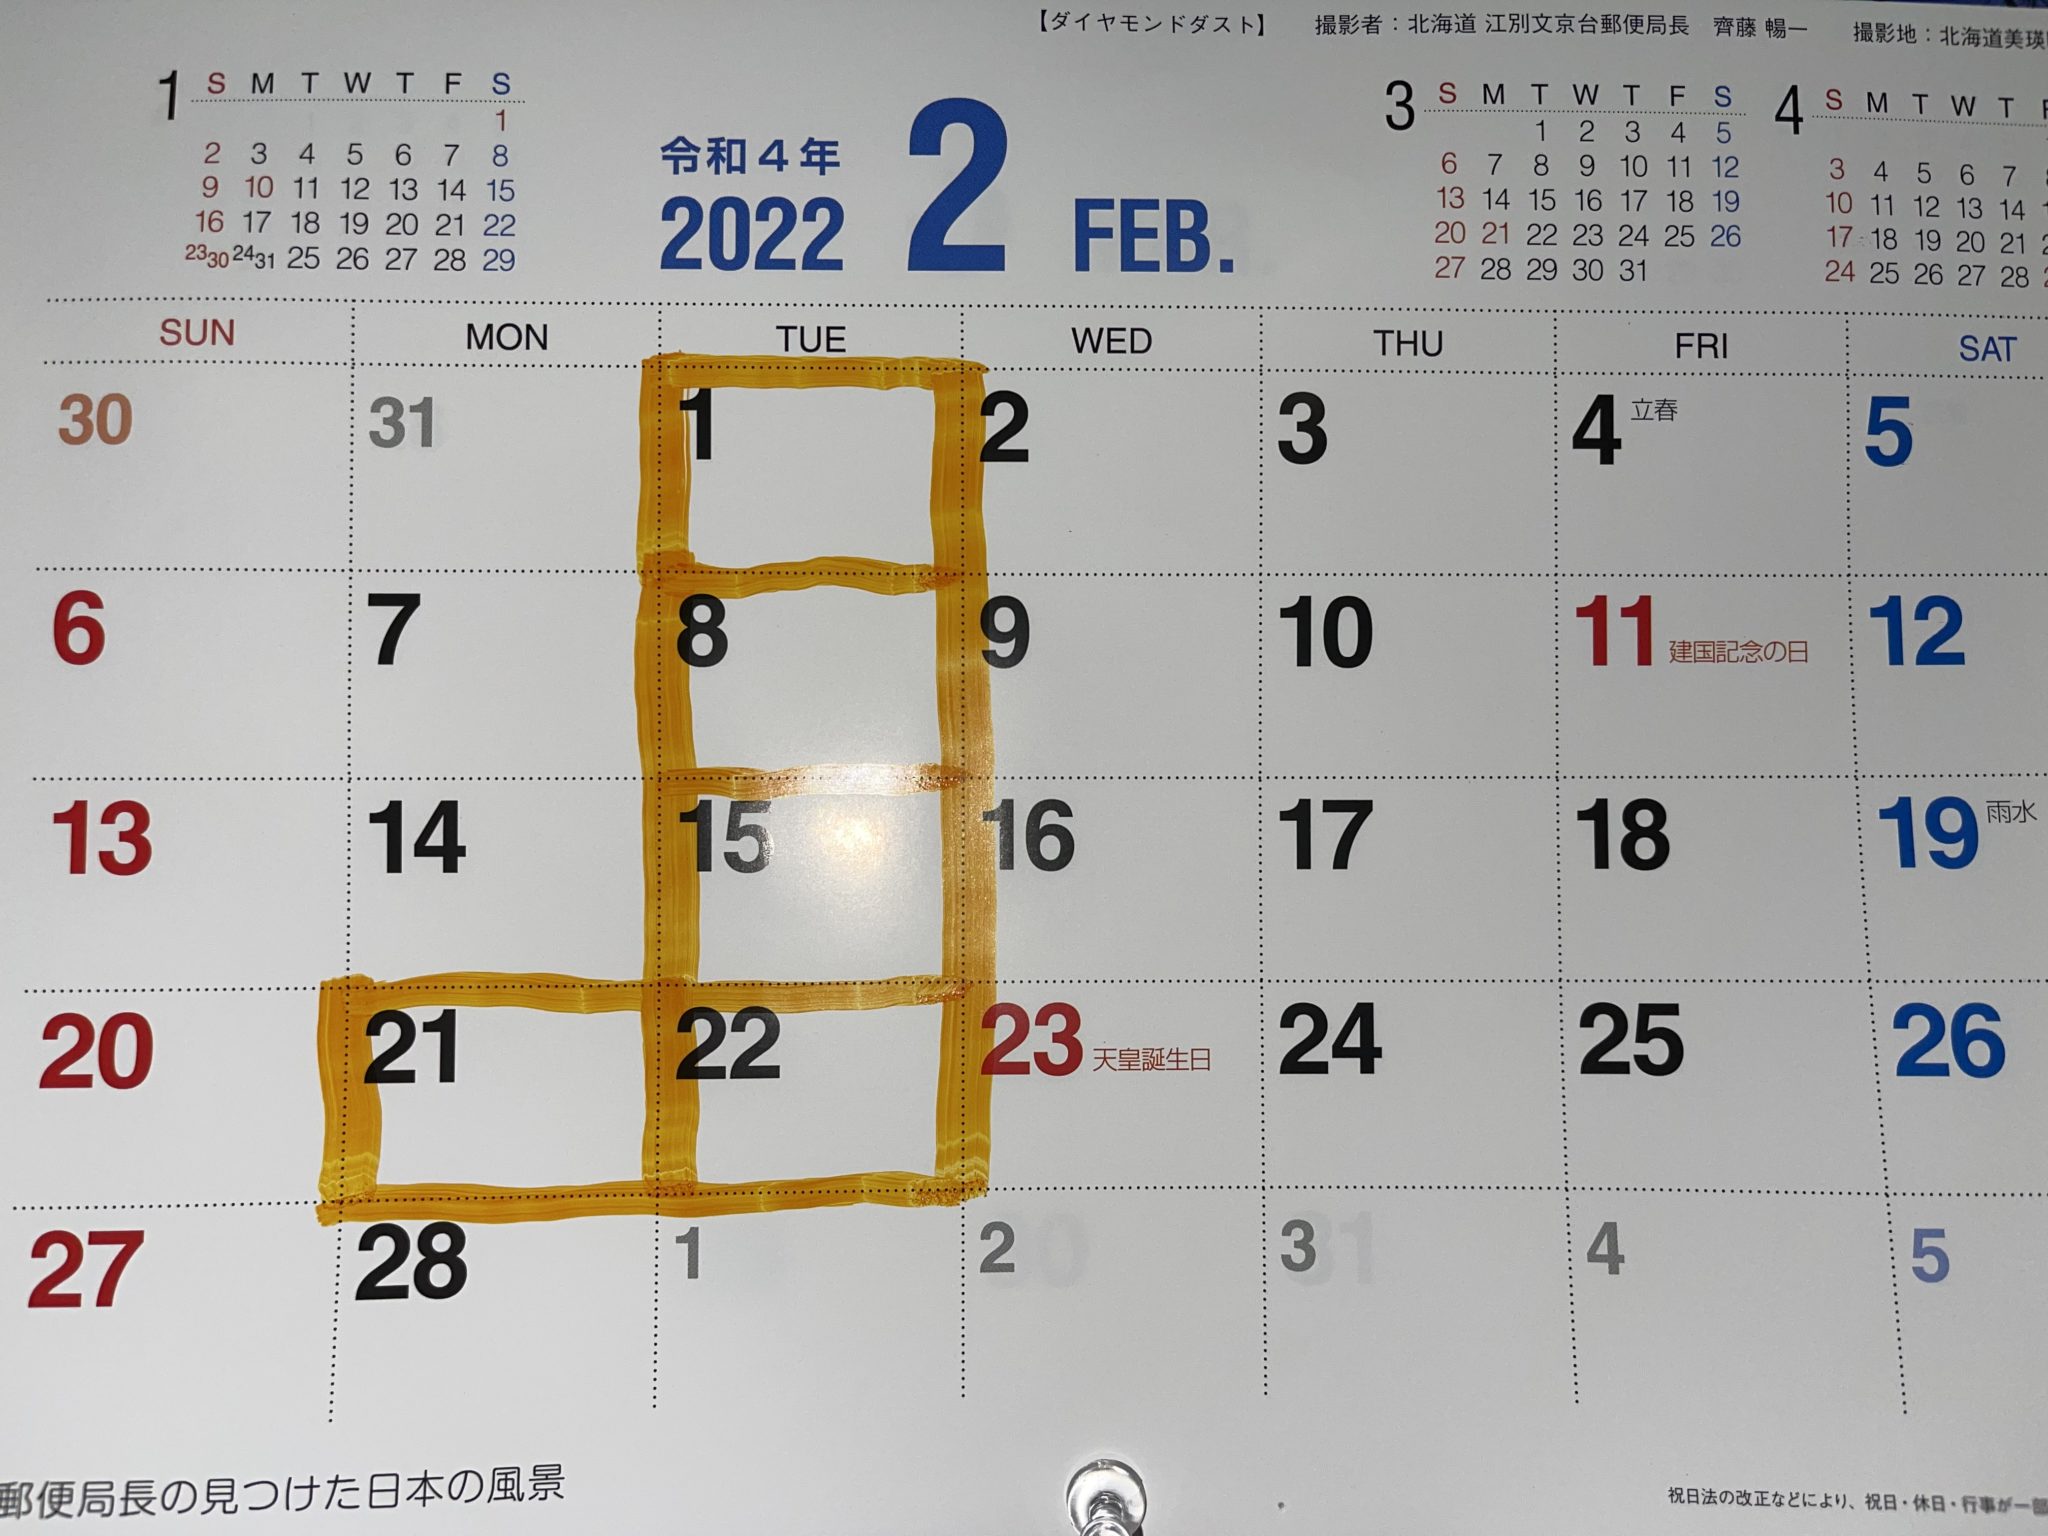 【ダイヤモンドダスト】 撮影者：北海道 江別文京台郵便局長 齊藤 暢一 撮影地：北海道美瑛
1 S M T W T F S
1
2 3 4 5 6 7 8
9 10 11 12 13 14 15
16 17 18 19 20 21 22
23 30 24 31 25 26 27 28 29
令和4年
2022 2 FEB.
3 S M T W T F S
1 2 3 4 5
6 7 8 9 10 11 12
13 14 15 16 17 18 19
20 21 22 23 24 25 26
27 28 29 30 31
4 S M T W T F
3 4 5 6 7
10 11 12 13 14
17 18 19 20 21
24 25 26 27 28
SUN MON TUE WED THU FRI SAT
30 31 1 2 3 4 立春 5
6 7 8 9 10 11 建国記念の日 12
13 14 15 16 17 18 19 雨水
20 21 22 23 天皇誕生日 24 25 26
27 28 1 2 3 4 5
郵便局長の見つけた日本の風景
祝日法の改正などにより、祝日・休日・行事が一部